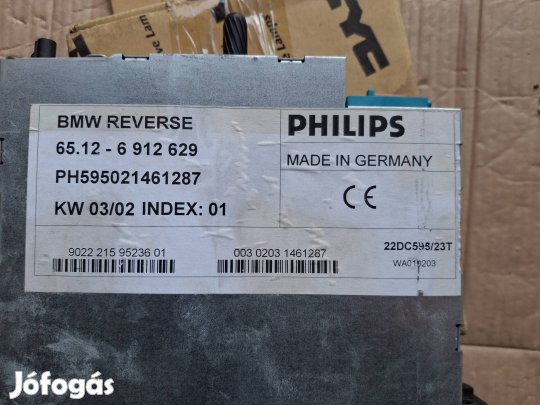 BMW REVERSE
65.12 - 6 912 629
PH595021461287
KW 03/02 INDEX: 01
PHILIPS
MADE IN GERMANY
CE
9022 215 95236 01
003 0203 1461287
22DC595/23T
WA010203
Jófogás